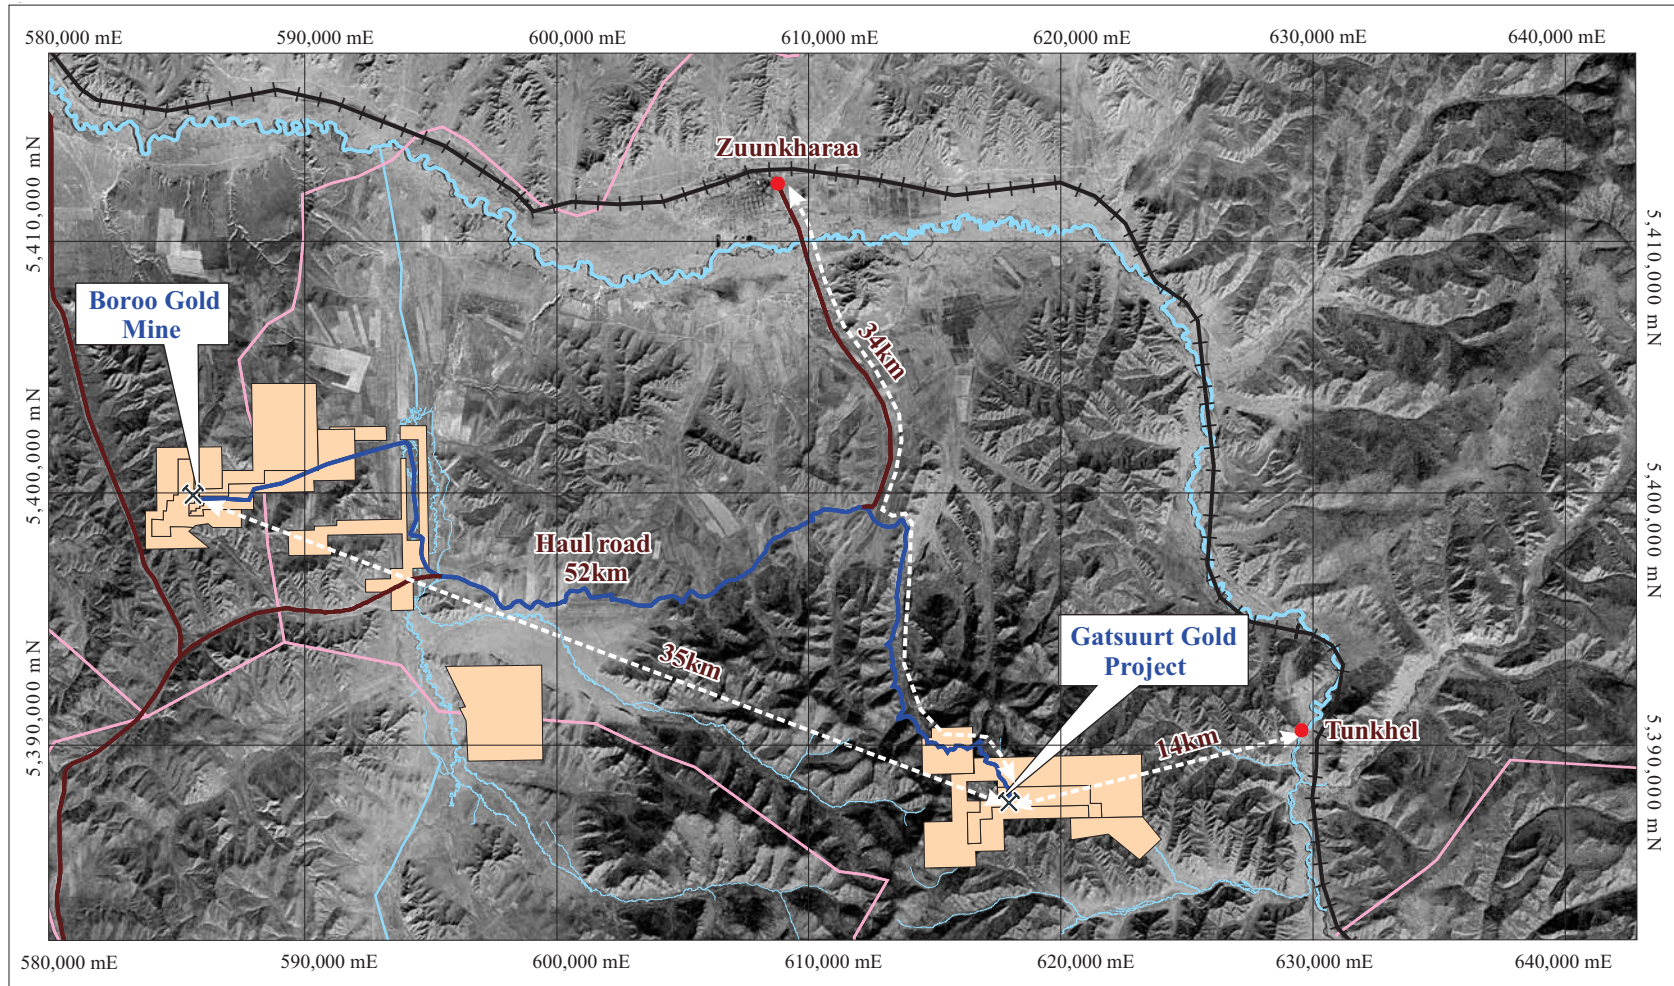 580,000 mE
590,000 mE
600,000 mE
610,000 mE
620,000 mE
630,000 mE
640,000 mE
5,410,000 mN
5,400,000 mN
5,390,000 mN
Zuunkharaa
Boroo Gold
Mine
34km
Haul road
52km
35km
Gatsuurt Gold
Project
14km
Tunkhel
5,410,000 mN
5,400,000 mN
5,390,000 mN
580,000 mE
590,000 mE
600,000 mE
610,000 mE
620,000 mE
630,000 mE
640,000 mE